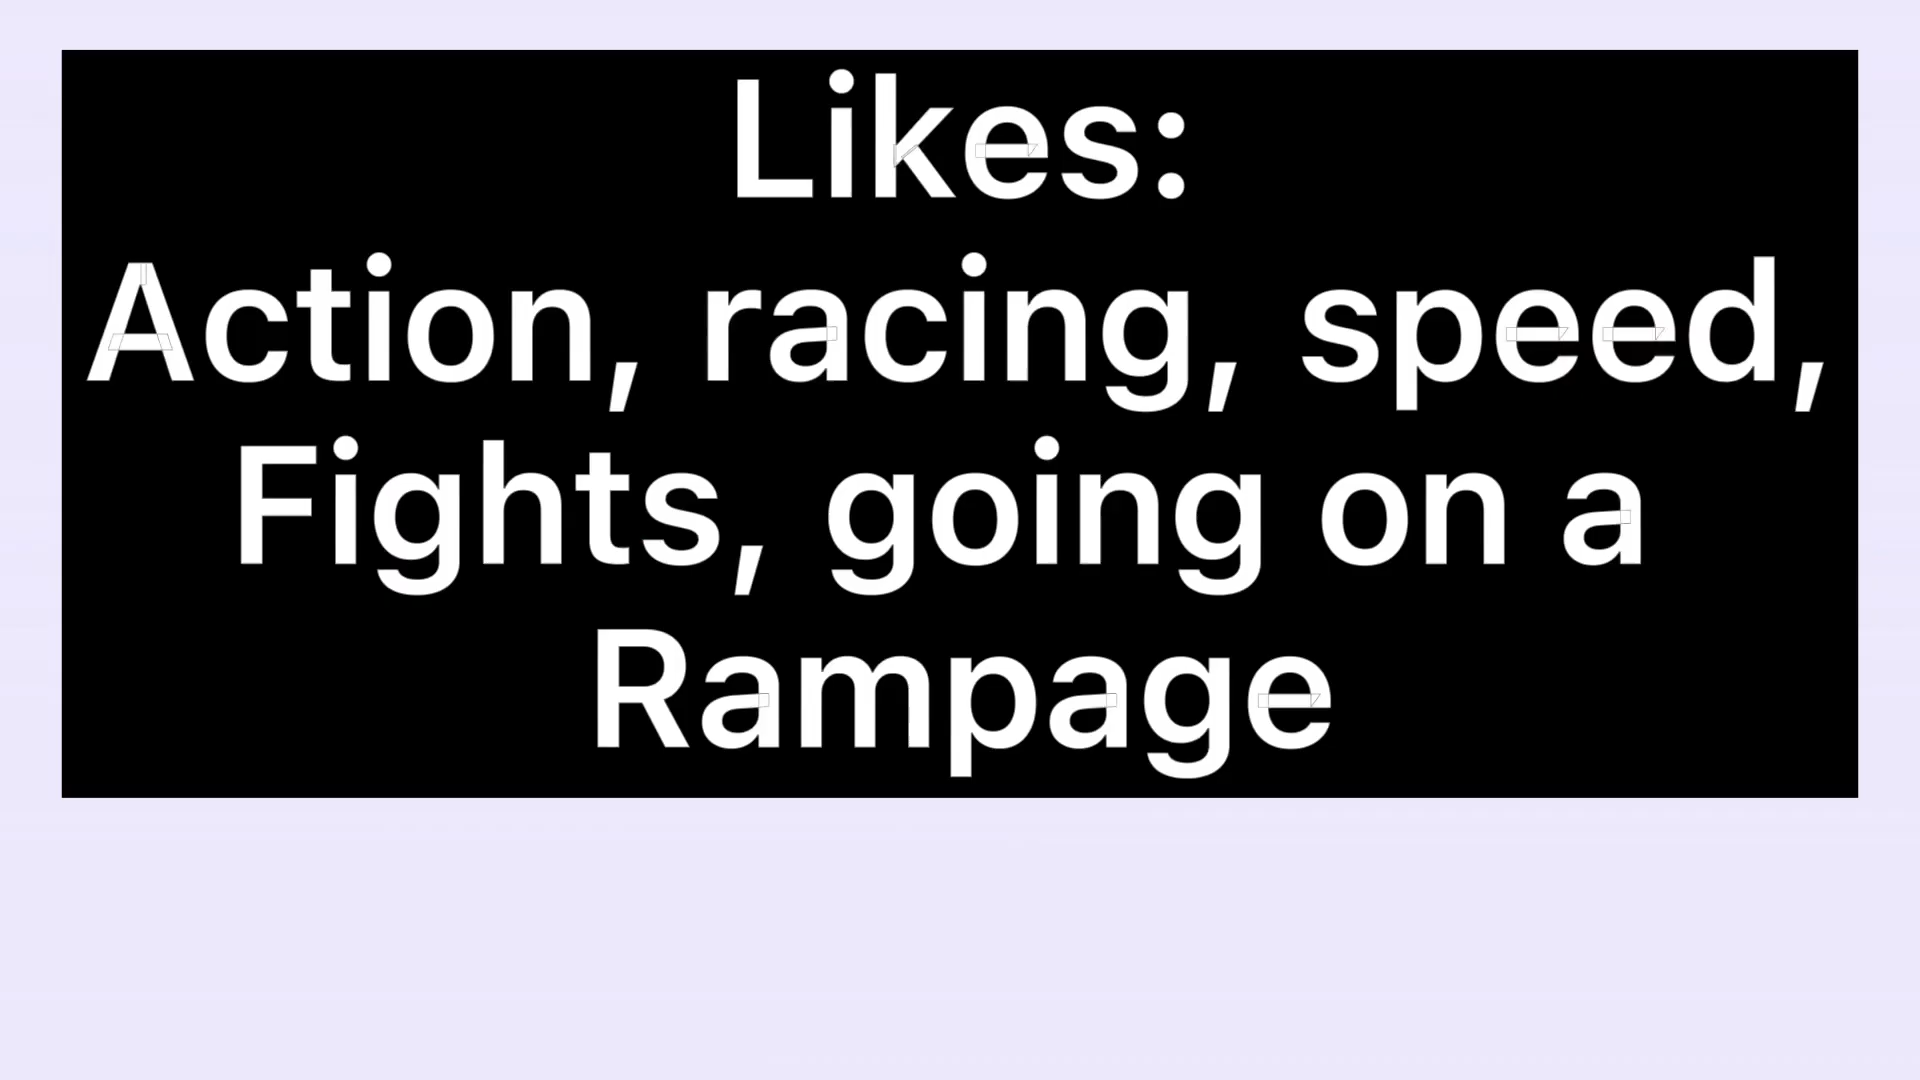 Likes:
Action, racing, speed,
Fights, going on a
Rampage